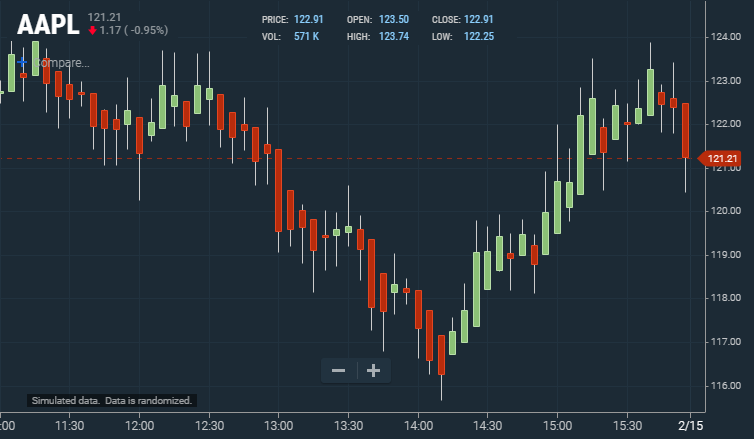 AAPL 121.21
1.17 ( -0.95%)
PRICE: 122.91 OPEN: 123.50 CLOSE: 122.91
VOL: 571 K HIGH: 123.74 LOW: 122.25
Compare...
124.00
123.00
122.00
121.21
121.00
120.00
119.00
118.00
117.00
116.00
Simulated data. Data is randomized.
:00 11:30 12:00 12:30 13:00 13:30 14:00 14:30 15:00 15:30 2/15